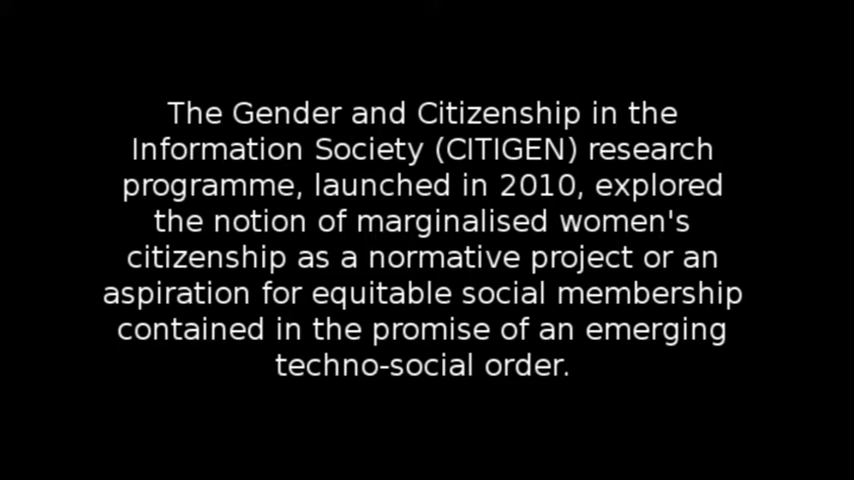 The Gender and Citizenship in the
Information Society (CITIGEN) research
programme, launched in 2010, explored
the notion of marginalised women's
citizenship as a normative project or an
aspiration for equitable social membership
contained in the promise of an emerging
techno-social order.